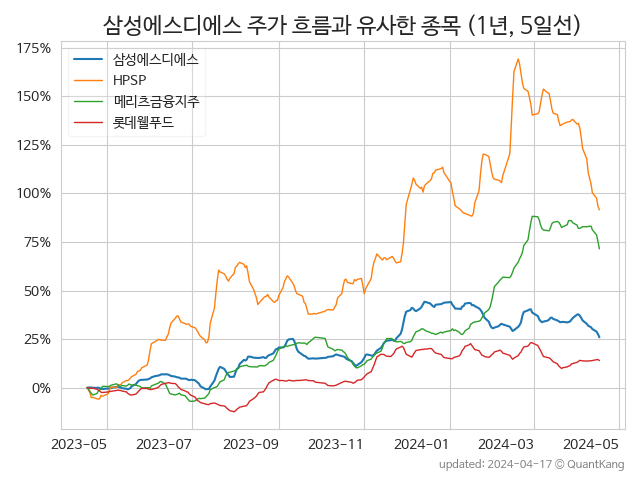 삼성에스디에스 주가 흐름과 유사한 종목 (1년, 5일선)
삼성에스디에스
HPSP
메리츠금융지주
롯데웰푸드
175%
150%
125%
100%
75%
50%
25%
0%
2023-05
2023-07
2023-09
2023-11
2024-01
2024-03
2024-05
updated: 2024-04-17 © QuantKang